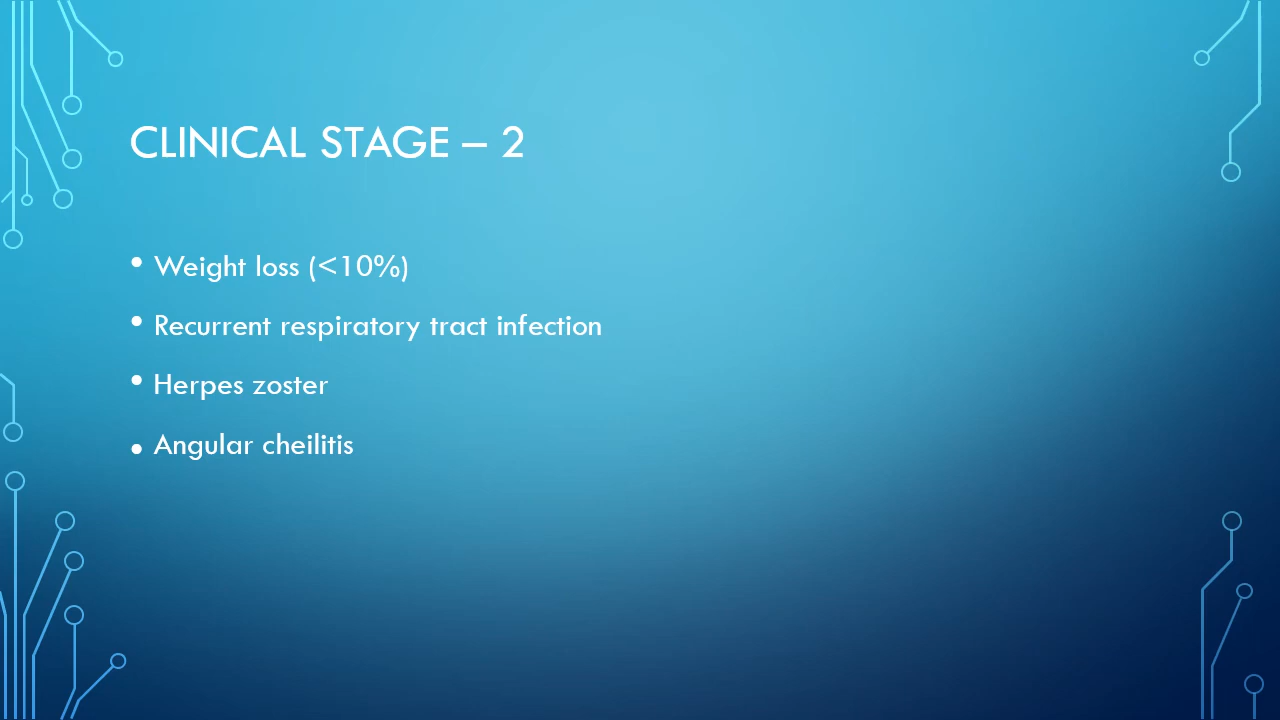 CLINICAL STAGE – 2
• Weight loss (<10%)
• Recurrent respiratory tract infection
• Herpes zoster
• Angular cheilitis